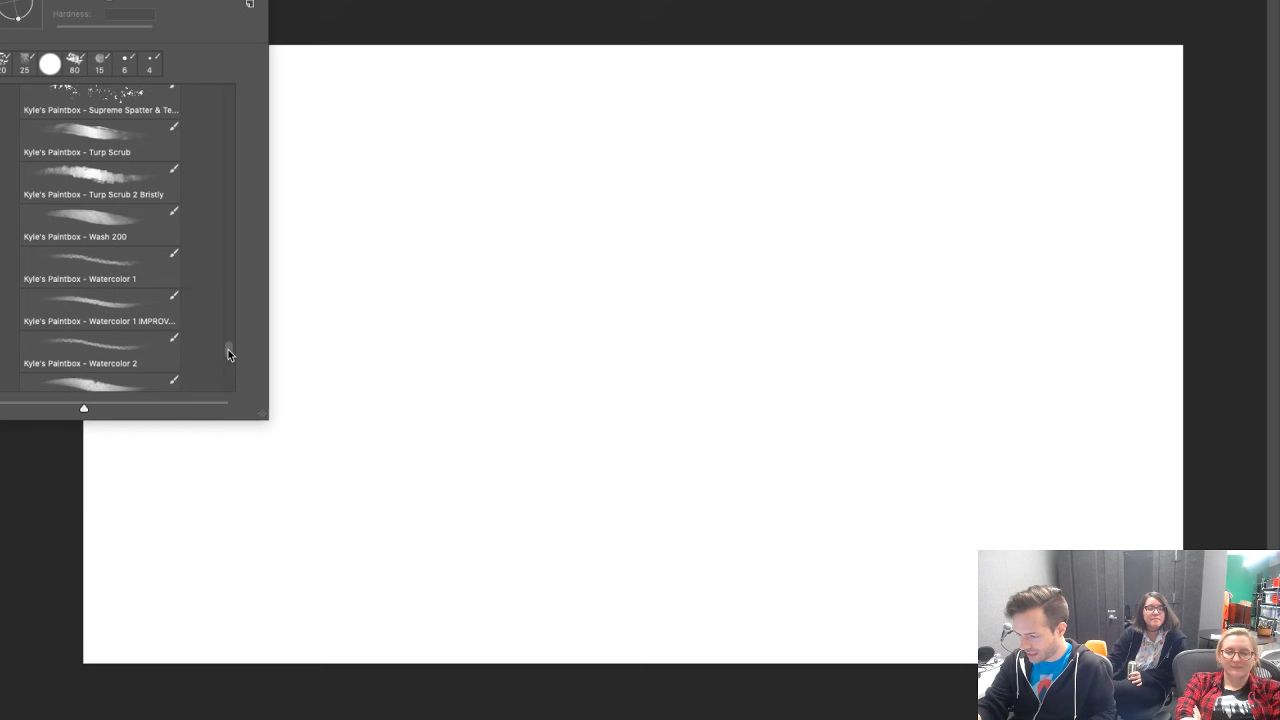 Hardness:
20 25 80 15 6 4
Kyle's Paintbox - Supreme Spatter & Te...
Kyle's Paintbox - Turp Scrub
Kyle's Paintbox - Turp Scrub 2 Bristly
Kyle's Paintbox - Wash 200
Kyle's Paintbox - Watercolor 1
Kyle's Paintbox - Watercolor 1 IMPROV...
Kyle's Paintbox - Watercolor 2